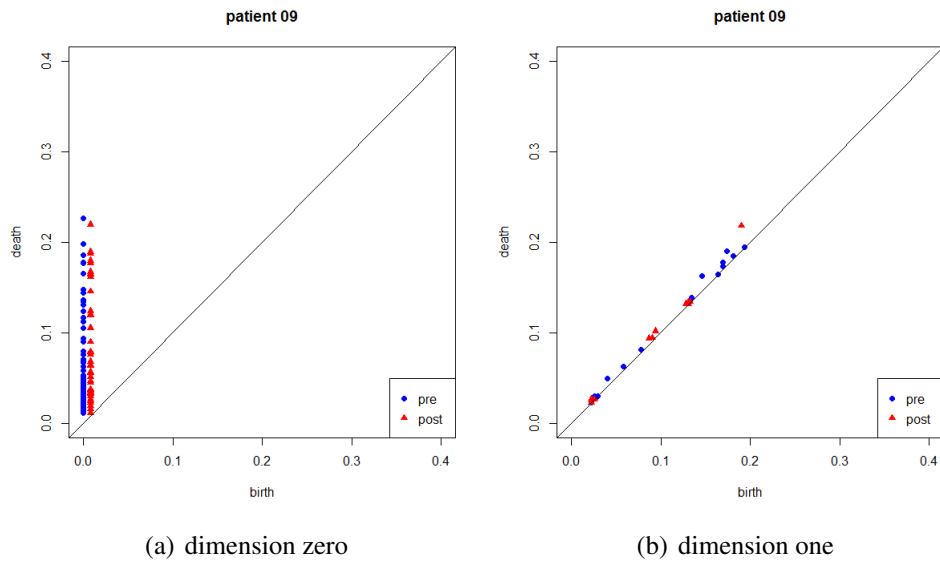 patient 09
death
0.4
0.3
0.2
0.1
0.0
0.0 0.1 0.2 0.3 0.4
birth
pre
post
(a) dimension zero
patient 09
death
0.4
0.3
0.2
0.1
0.0
0.0 0.1 0.2 0.3 0.4
birth
pre
post
(b) dimension one